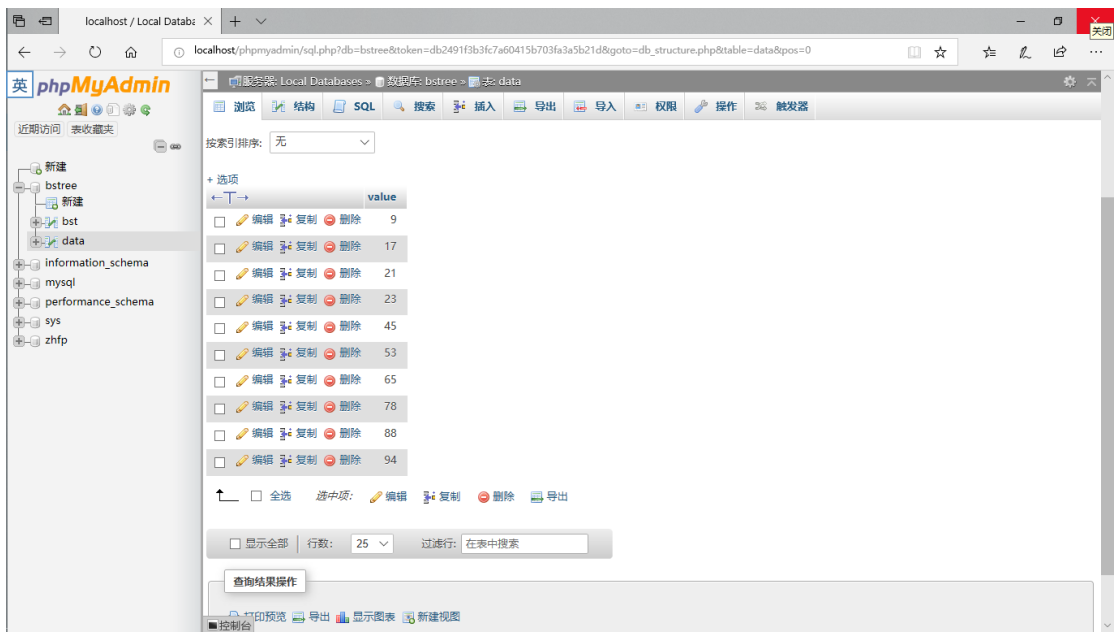 localhost / Local Databa
关闭
localhost/phpmyadmin/sql.php?db=bstree&token=db2491f3b3fc7a60415b703fa3a5b21d&goto=db_structure.php&table=data&pos=0
英 phpMyAdmin
近期访问 表收藏夹
新建
bstree
新建
bst
data
information_schema
mysql
performance_schema
sys
zhfp
服务器: Local Databases » 数据库: bstree » 表: data
浏览 结构 SQL 搜索 插入 导出 导入 权限 操作 触发器
按索引排序: 无
+ 选项
←T→ value
编辑 复制 删除 9
编辑 复制 删除 17
编辑 复制 删除 21
编辑 复制 删除 23
编辑 复制 删除 45
编辑 复制 删除 53
编辑 复制 删除 65
编辑 复制 删除 78
编辑 复制 删除 88
编辑 复制 删除 94
全选 选中项: 编辑 复制 删除 导出
显示全部 行数: 25 过滤行: 在表中搜索
查询结果操作
打印预览 导出 显示图表 新建视图
控制台